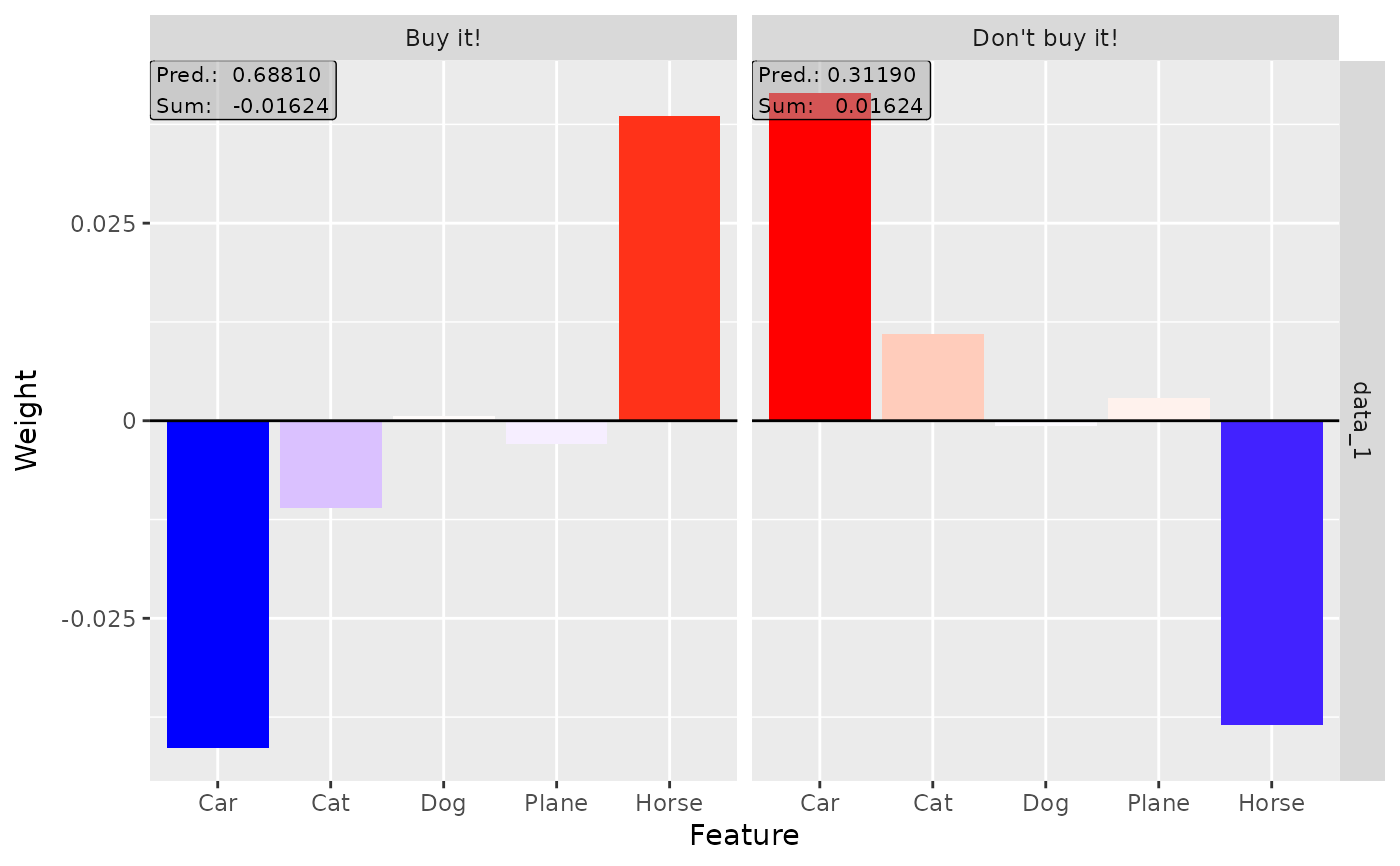 Buy it!
Don't buy it!
Pred.: 0.68810
Sum: -0.01624
Pred.: 0.31190
Sum: 0.01624
data_1
Weight
0.025
0
-0.025
Car Cat Dog Plane Horse
Car Cat Dog Plane Horse
Feature